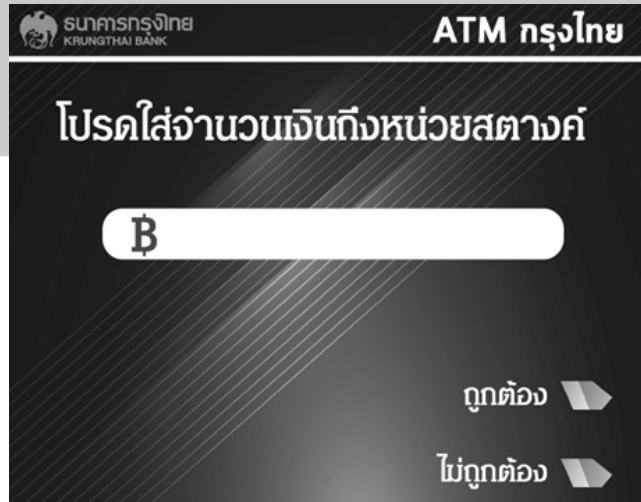 ธนาคารกรุงไทย
KRUNGTHAI BANK
ATM กรุงไทย
โปรดใส่จำนวนเงินถึงหน่วยสตางค์
฿
ถูกต้อง
ไม่ถูกต้อง